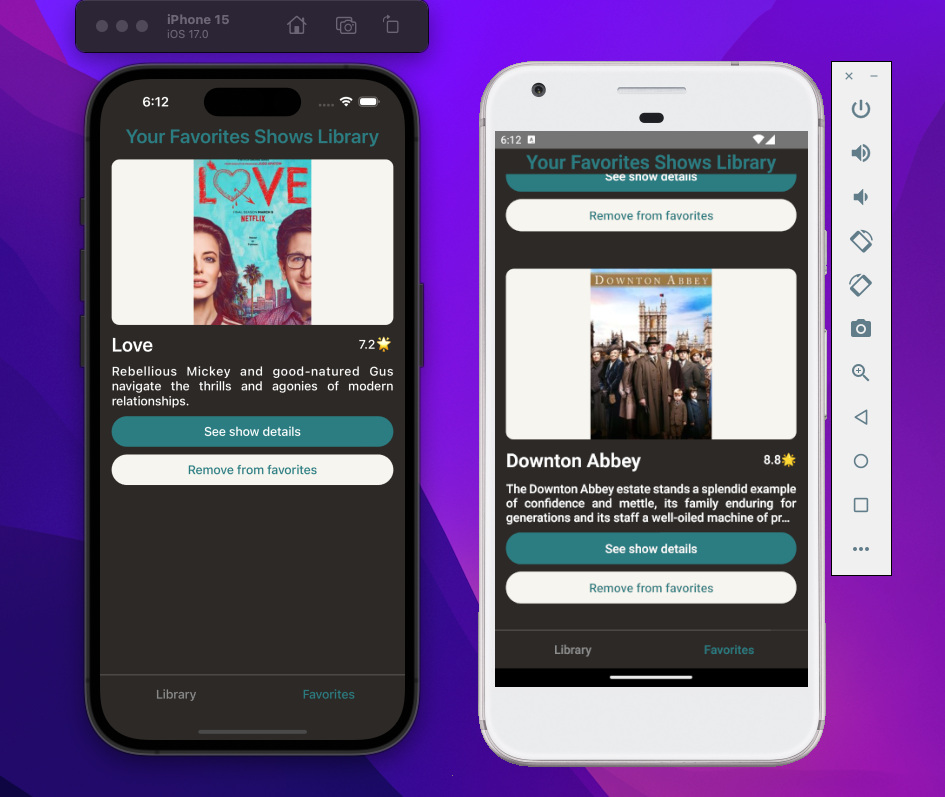 iPhone 15
iOS 17.0
6:12
Your Favorites Shows Library
LOVE
NETFLIX
Love
7.2🌟
Rebellious Mickey and good-natured Gus
navigate the thrills and agonies of modern
relationships.
See show details
Remove from favorites
Library
Favorites
6:12
Your Favorites Shows Library
See show details
Remove from favorites
DOWNTON ABBEY
Downton Abbey
8.8🌟
The Downton Abbey estate stands a splendid example
of confidence and mettle, its family enduring for
generations and its staff a well-oiled machine of pr...
See show details
Remove from favorites
Library
Favorites